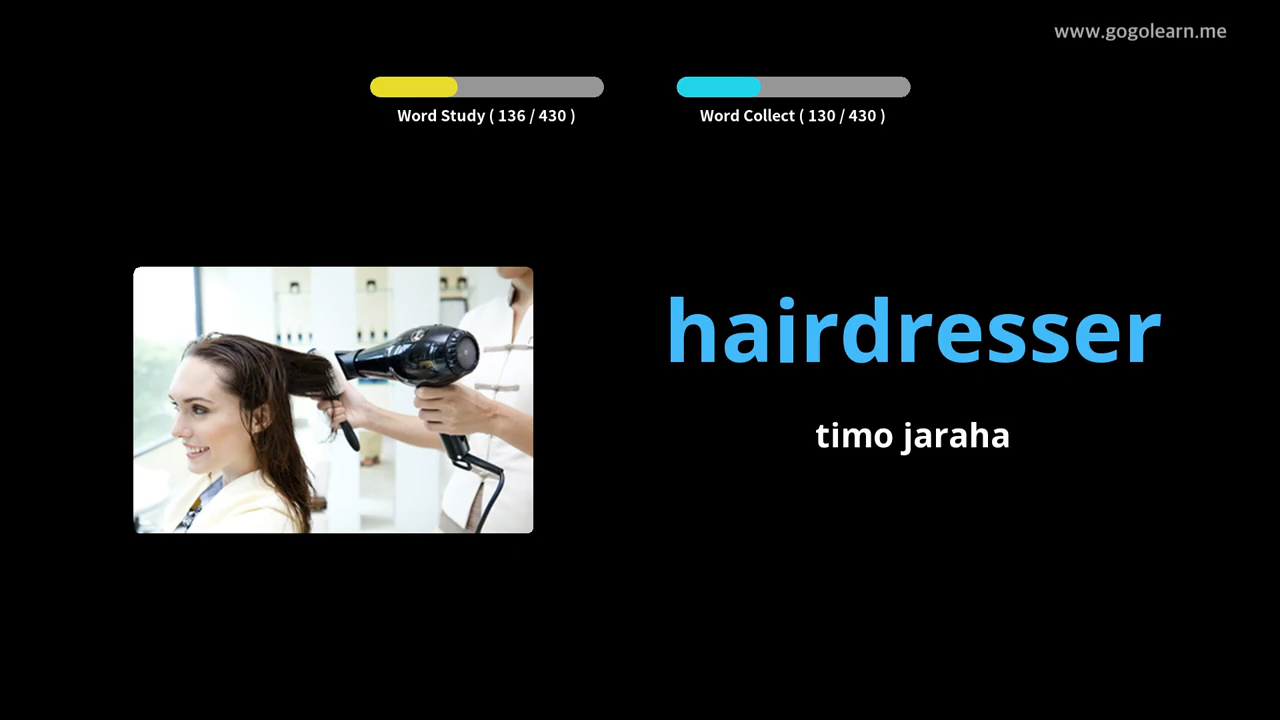 www.gogolearn.me
Word Study ( 136 / 430 )
Word Collect ( 130 / 430 )
hairdresser
timo jaraha